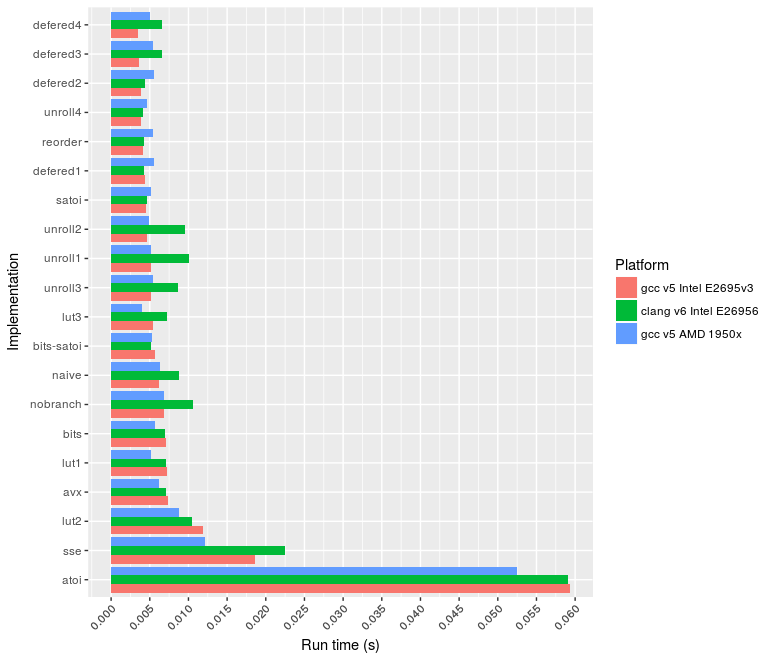 defered4
defered3
defered2
unroll4
reorder
defered1
satoi
unroll2
unroll1
unroll3
lut3
bits-satoi
naive
nobranch
bits
lut1
avx
lut2
sse
atoi
Implementation
0.000
0.005
0.010
0.015
0.020
0.025
0.030
0.035
0.040
0.045
0.050
0.055
0.060
Run time (s)
Platform
gcc v5 Intel E2695v3
clang v6 Intel E26956
gcc v5 AMD 1950x